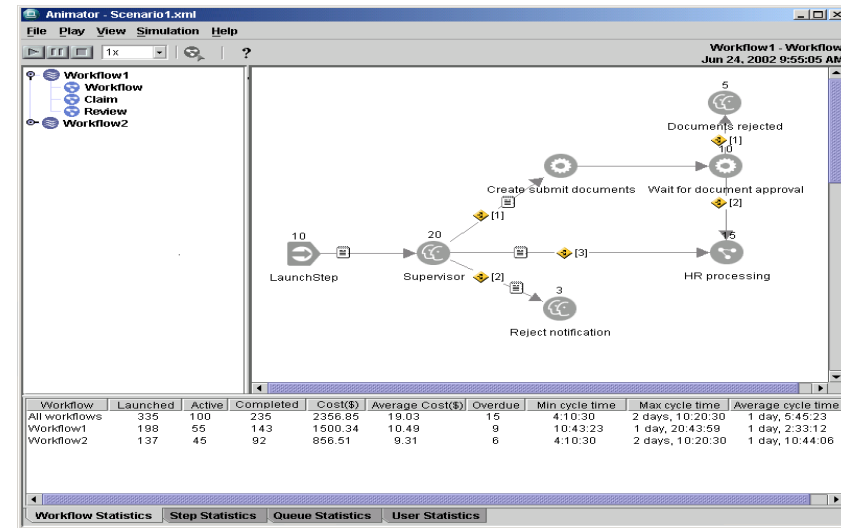 Animator - Scenario1.xml
File Play View Simulation Help
1x
?
Workflow1 - Workflow
Jun 24, 2002 9:55:05 AM
Workflow1
Workflow
Claim
Review
Workflow2
5
Documents rejected
[1]
10
Create submit documents
Wait for document approval
[1]
[2]
10
20
[3]
15
LaunchStep
Supervisor
[2]
HR processing
3
Reject notification
Workflow Launched Active Completed Cost($) Average Cost($) Overdue Min cycle time Max cycle time Average cycle time
All workflows 335 100 235 2356.85 19.03 15 4:10:30 2 days, 10:20:30 1 day, 5:45:23
Workflow1 198 55 143 1500.34 10.49 9 10:43:23 1 day, 20:43:59 1 day, 2:33:12
Workflow2 137 45 92 856.51 9.31 6 4:10:30 2 days, 10:20:30 1 day, 10:44:06
Workflow Statistics Step Statistics Queue Statistics User Statistics